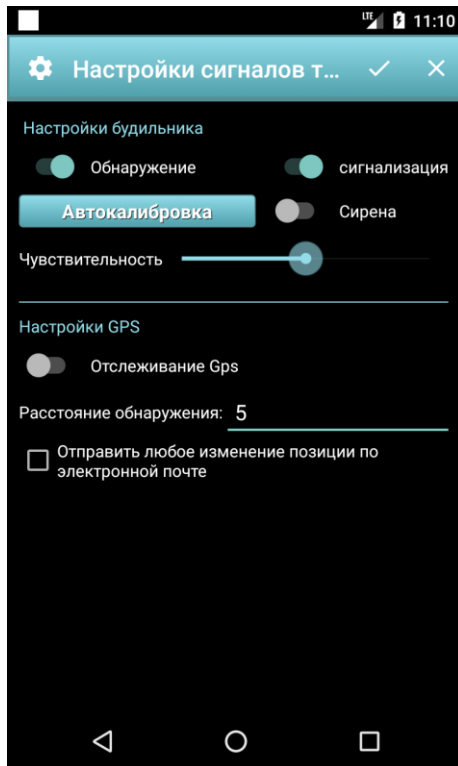 LTE 11:10
Настройки сигналов т...
Настройки будильника
Обнаружение сигнализация
Автокалибровка Сирена
Чувствительность
Настройки GPS
Отслеживание Gps
Расстояние обнаружения: 5
Отправить любое изменение позиции по
электронной почте